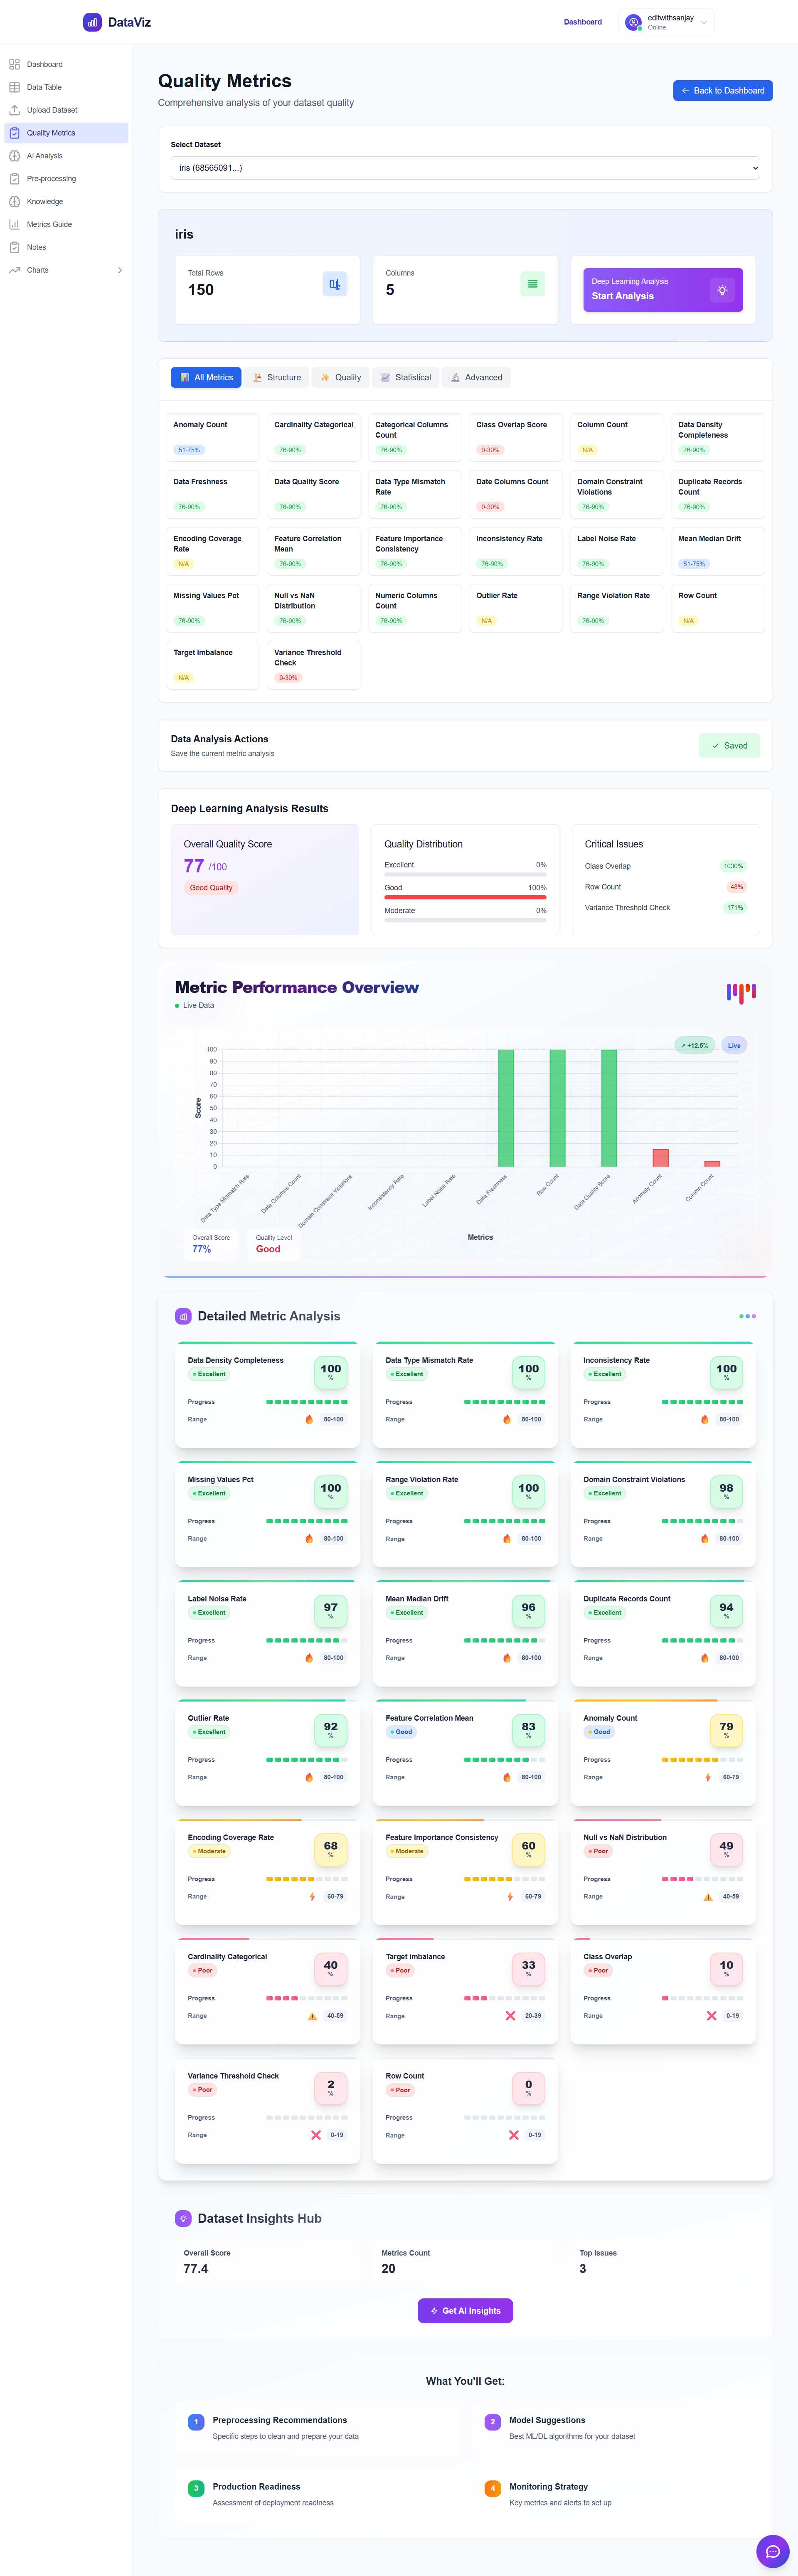 DataViz
Dashboard
editwithsanjay
Online
Dashboard
Data Table
Upload Dataset
Quality Metrics
AI Analysis
Pre-processing
Knowledge
Metrics Guide
Notes
Charts
Quality Metrics
Comprehensive analysis of your dataset quality
← Back to Dashboard
Select Dataset
iris (68565091...)
iris
Total Rows
150
Columns
5
Deep Learning Analysis
Start Analysis
All Metrics
Structure
Quality
Statistical
Advanced
Anomaly Count
51-75%
Cardinality Categorical
76-90%
Categorical Columns
Count
76-90%
Class Overlap Score
0-30%
Column Count
N/A
Data Density
Completeness
76-90%
Data Freshness
76-90%
Data Quality Score
76-90%
Data Type Mismatch
Rate
76-90%
Date Columns Count
0-30%
Domain Constraint
Violations
76-90%
Duplicate Records
Count
76-90%
Encoding Coverage
Rate
N/A
Feature Correlation
Mean
76-90%
Feature Importance
Consistency
76-90%
Inconsistency Rate
76-90%
Label Noise Rate
76-90%
Mean Median Drift
51-75%
Missing Values Pct
76-90%
Null vs NaN
Distribution
76-90%
Numeric Columns
Count
76-90%
Outlier Rate
N/A
Range Violation Rate
76-90%
Row Count
N/A
Target Imbalance
N/A
Variance Threshold
Check
0-30%
Data Analysis Actions
Save the current metric analysis
✓ Saved
Deep Learning Analysis Results
Overall Quality Score
77 /100
Good Quality
Quality Distribution
Excellent 0%
Good 100%
Moderate 0%
Critical Issues
Class Overlap 1030%
Row Count 48%
Variance Threshold Check 171%
Metric Performance Overview
Live Data
↗ +12.5%
Live
100
90
80
70
60
50
40
30
20
10
0
Score
Data Type Mismatch Rate
Date Columns Count
Domain Constraint Violations
Inconsistency Rate
Label Noise Rate
Data Freshness
Row Count
Data Quality Score
Anomaly Count
Column Count
Metrics
Overall Score
77%
Quality Level
Good
Detailed Metric Analysis
Data Density Completeness
Excellent
100
%
Progress
Range 80-100
Data Type Mismatch Rate
Excellent
100
%
Progress
Range 80-100
Inconsistency Rate
Excellent
100
%
Progress
Range 80-100
Missing Values Pct
Excellent
100
%
Progress
Range 80-100
Range Violation Rate
Excellent
100
%
Progress
Range 80-100
Domain Constraint Violations
Excellent
98
%
Progress
Range 80-100
Label Noise Rate
Excellent
97
%
Progress
Range 80-100
Mean Median Drift
Excellent
96
%
Progress
Range 80-100
Duplicate Records Count
Excellent
94
%
Progress
Range 80-100
Outlier Rate
Excellent
92
%
Progress
Range 80-100
Feature Correlation Mean
Good
83
%
Progress
Range 80-100
Anomaly Count
Good
79
%
Progress
Range 60-79
Encoding Coverage Rate
Moderate
68
%
Progress
Range 60-79
Feature Importance Consistency
Moderate
60
%
Progress
Range 60-79
Null vs NaN Distribution
Poor
49
%
Progress
Range 40-59
Cardinality Categorical
Poor
40
%
Progress
Range 40-59
Target Imbalance
Poor
33
%
Progress
Range 20-39
Class Overlap
Poor
10
%
Progress
Range 0-19
Variance Threshold Check
Poor
2
%
Progress
Range 0-19
Row Count
Poor
0
%
Progress
Range 0-19
Dataset Insights Hub
Overall Score
77.4
Metrics Count
20
Top Issues
3
Get AI Insights
What You'll Get:
1 Preprocessing Recommendations
Specific steps to clean and prepare your data
2 Model Suggestions
Best ML/DL algorithms for your dataset
3 Production Readiness
Assessment of deployment readiness
4 Monitoring Strategy
Key metrics and alerts to set up